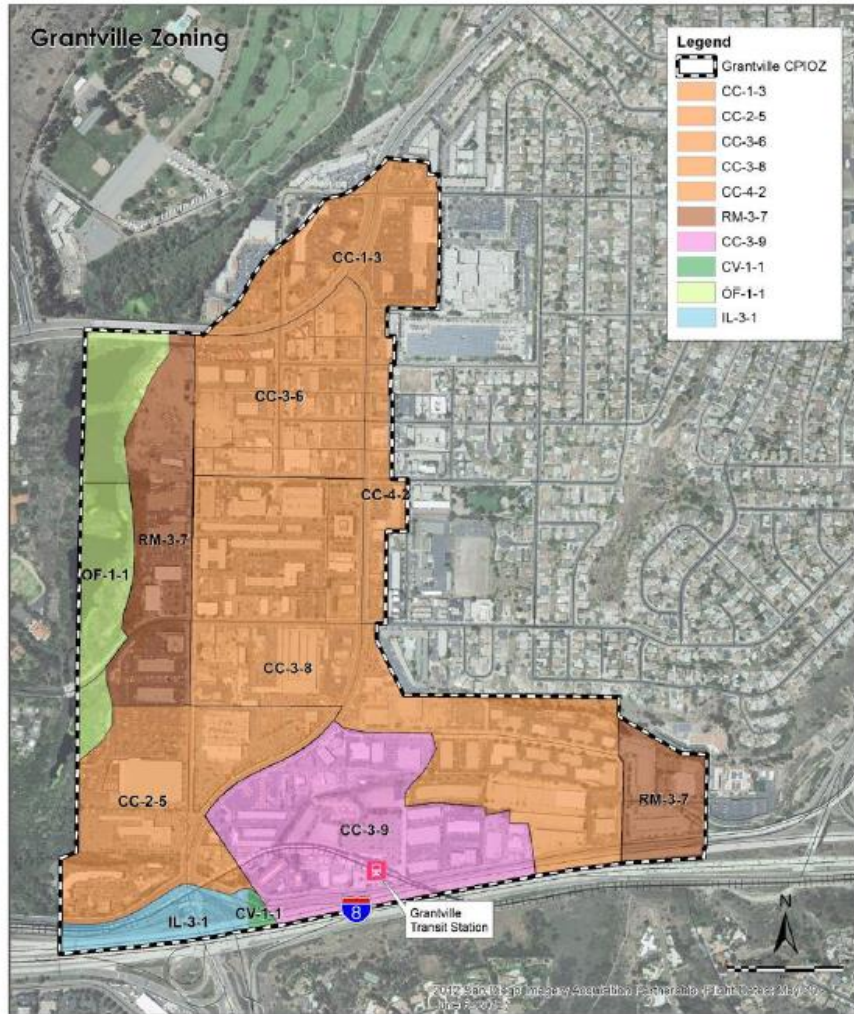 Grantville Zoning
Legend
Grantville CPIOZ
CC-1-3
CC-2-5
CC-3-6
CC-3-8
CC-4-2
RM-3-7
CC-3-9
CV-1-1
OF-1-1
IL-3-1
CC-1-3
CC-3-6
CC-4-2
RM-3-7
OF-1-1
CC-3-8
CC-2-5
RM-3-7
CC-3-9
IL-3-1
CV-1-1
8
Grantville
Transit Station
N